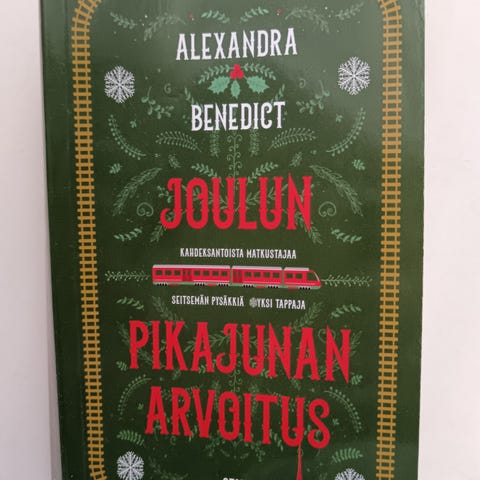 ALEXANDRA
BENEDICT
JOULUN
KAHDEKSANTOISTA MATKUSTAJAA
SEITSEMÄN PYSÄKKIÄ YKSI TAPPAJA
PIKAJUNAN
ARVOITUS